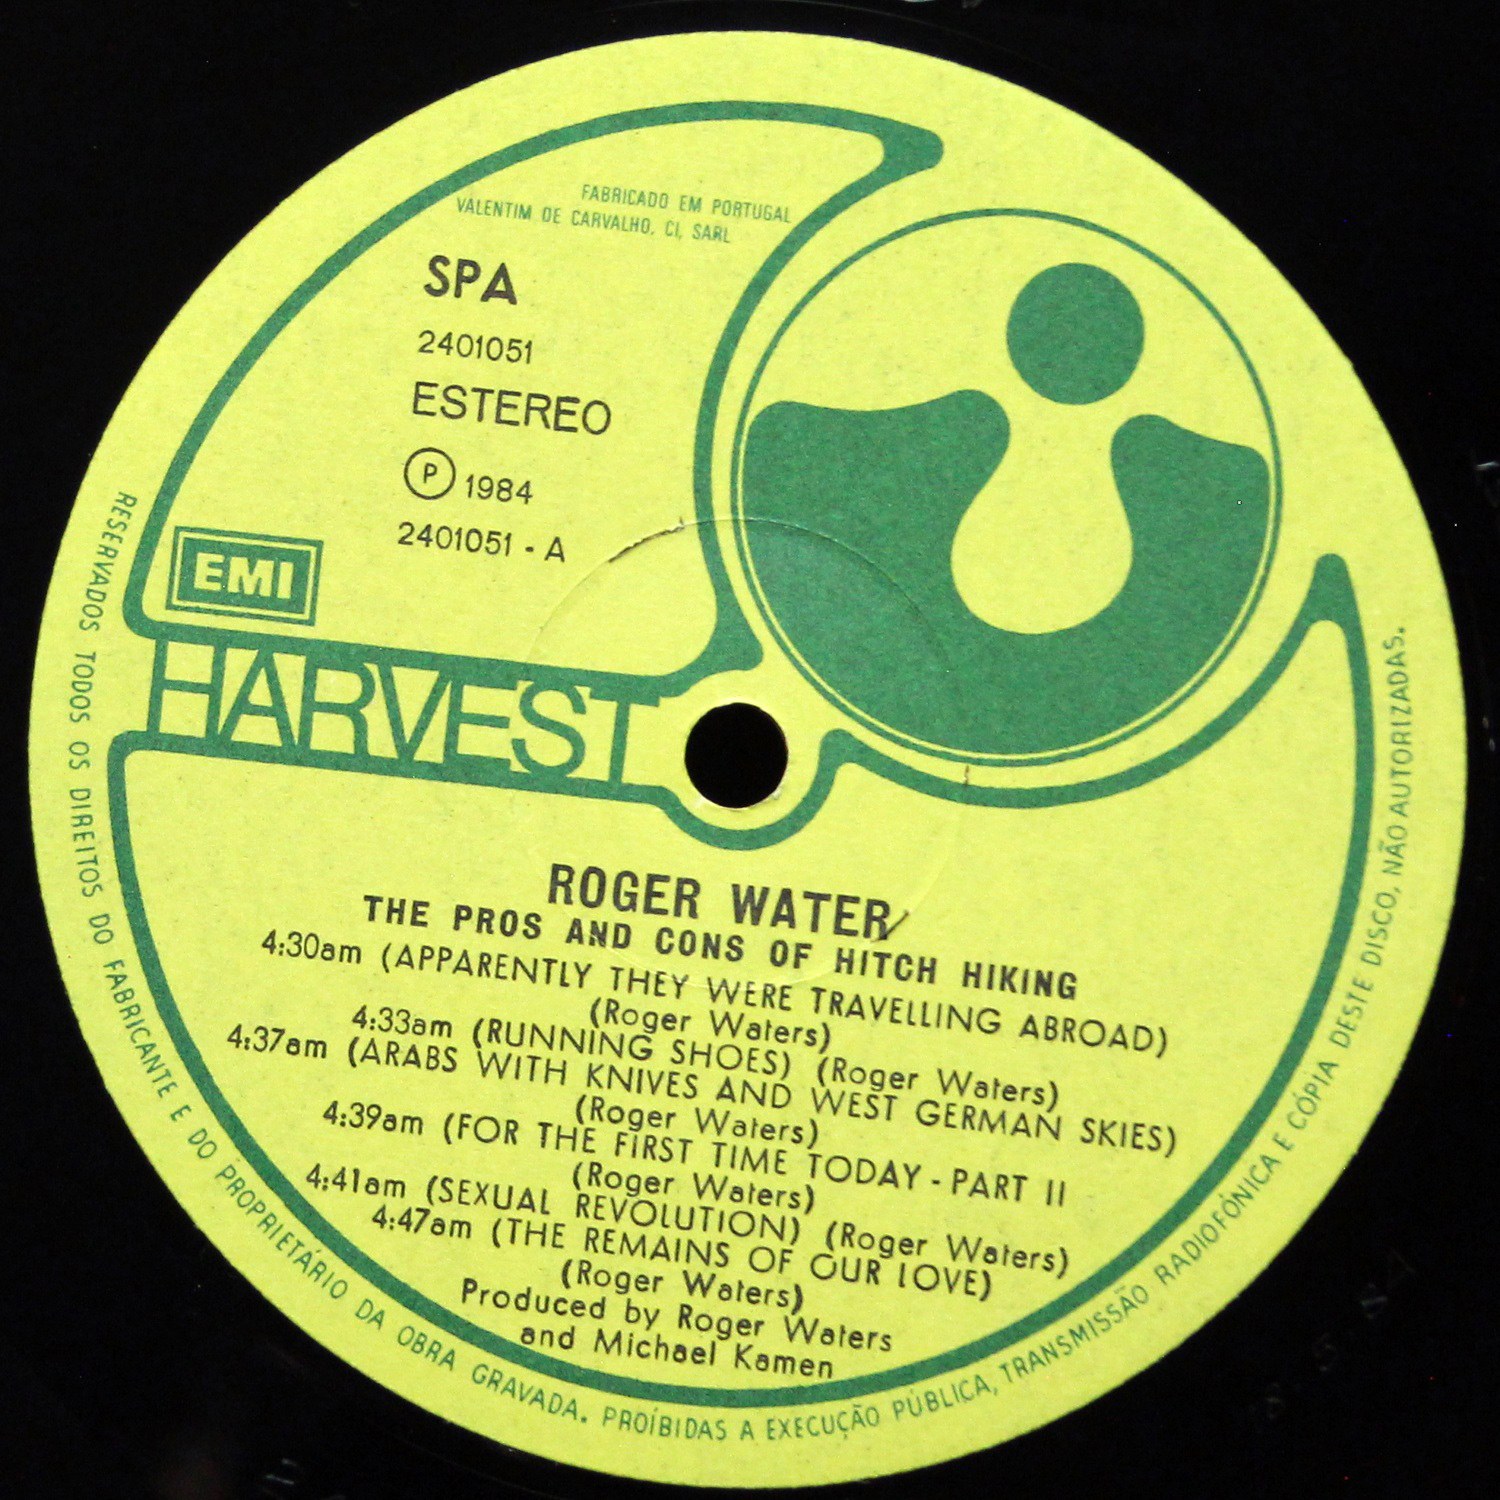 FABRICADO EM PORTUGAL
VALENTIM DE CARVALHO, CI, SARL
SPA
2401051
ESTEREO
P 1984
2401051 - A
EMI
HARVEST
ROGER WATER
THE PROS AND CONS OF HITCH HIKING
4:30am (APPARENTLY THEY WERE TRAVELLING ABROAD)
(Roger Waters)
4:33am (RUNNING SHOES) (Roger Waters)
4:37am (ARABS WITH KNIVES AND WEST GERMAN SKIES)
(Roger Waters)
4:39am (FOR THE FIRST TIME TODAY - PART II
(Roger Waters)
4:41am (SEXUAL REVOLUTION) (Roger Waters)
4:47am (THE REMAINS OF OUR LOVE)
(Roger Waters)
Produced by Roger Waters
and Michael Kamen
RESERVADOS TODOS OS DIREITOS DO FABRICANTE E DO PROPRIETÁRIO DA OBRA GRAVADA. PROÍBIDAS A EXECUÇÃO PÚBLICA, TRANSMISSÃO RADIOFÓNICA E CÓPIA DESTE DISCO, NÃO AUTORIZADAS.